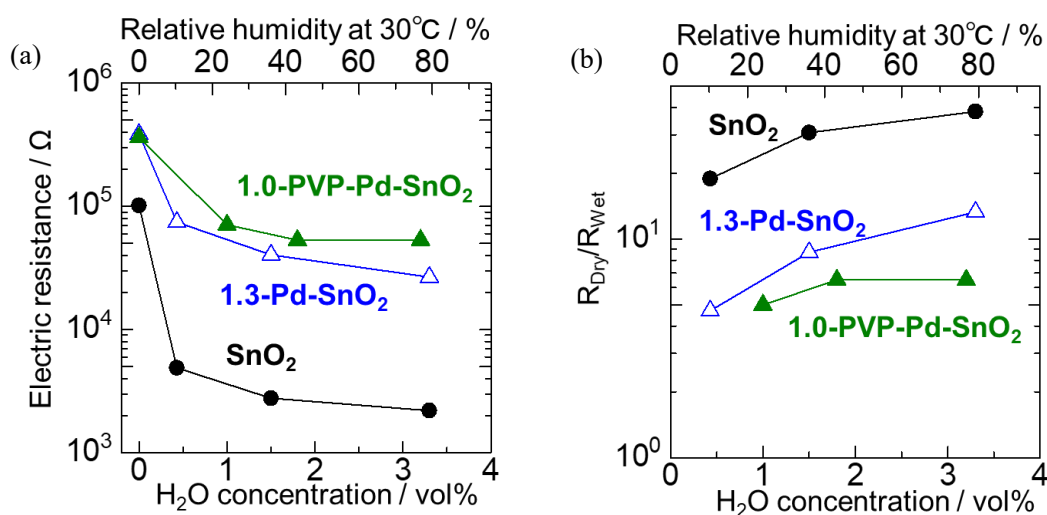 (a)
Relative humidity at 30℃ / %
0 20 40 60 80
10⁶
10⁵
10⁴
10³
Electric resistance / Ω
1.0-PVP-Pd-SnO₂
1.3-Pd-SnO₂
SnO₂
0 1 2 3 4
H₂O concentration / vol%
(b)
Relative humidity at 30℃ / %
0 20 40 60 80
10¹
10⁰
R_Dry/R_Wet
SnO₂
1.3-Pd-SnO₂
1.0-PVP-Pd-SnO₂
0 1 2 3 4
H₂O concentration / vol%